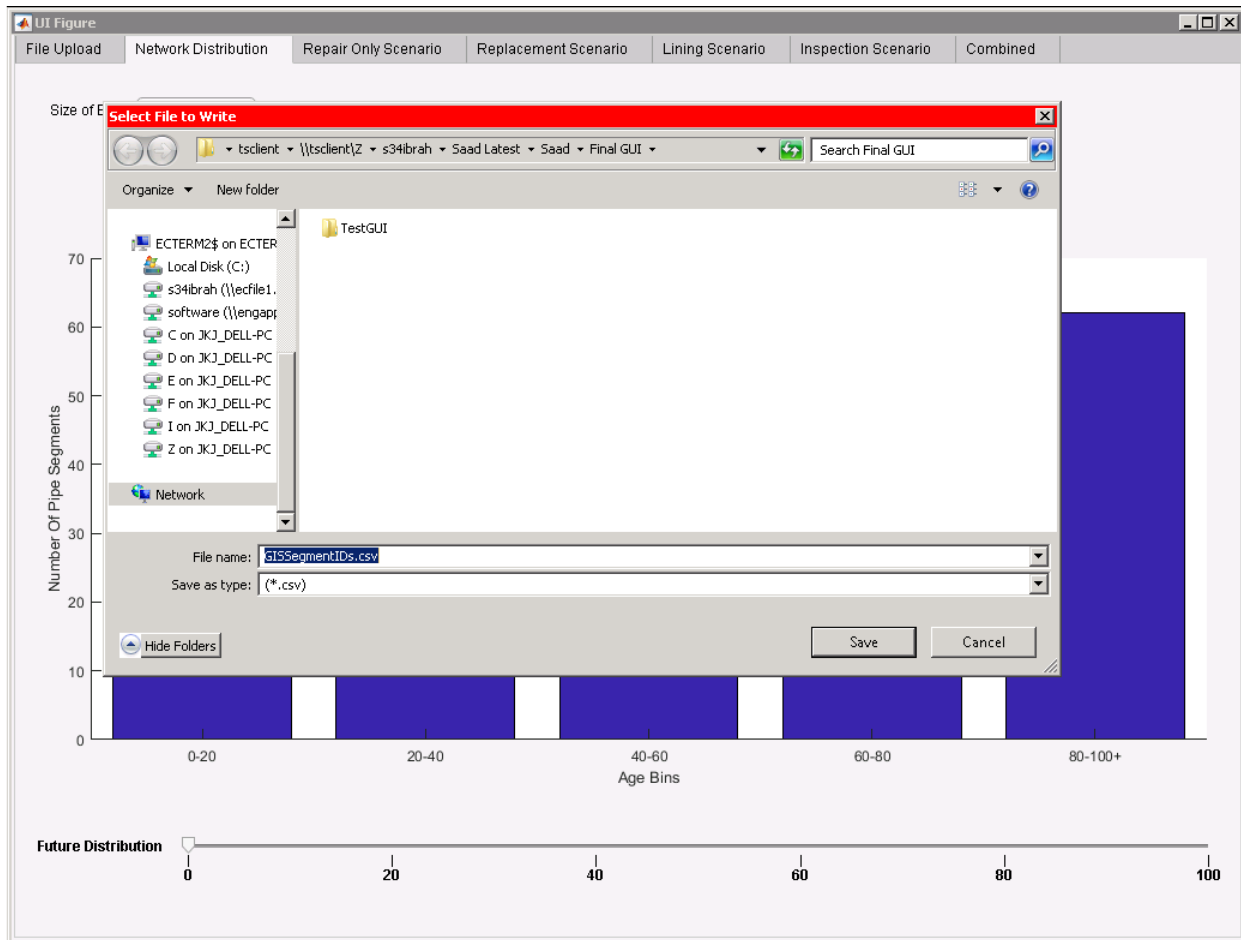 UI Figure
File Upload Network Distribution Repair Only Scenario Replacement Scenario Lining Scenario Inspection Scenario Combined
Size of
Select File to Write
tsclient \\tsclient\Z s34ibrah Saad Latest Saad Final GUI Search Final GUI
Organize New folder
TestGUI
ECTERM2$ on ECTER
Local Disk (C:)
s34ibrah (\\ecfile1.
software (\\engapp
C on JKJ_DELL-PC
D on JKJ_DELL-PC
E on JKJ_DELL-PC
F on JKJ_DELL-PC
I on JKJ_DELL-PC
Z on JKJ_DELL-PC
Network
File name: GISSegmentIDs.csv
Save as type: (*.csv)
Hide Folders Save Cancel
Number Of Pipe Segments
70
60
50
40
30
20
10
0
0-20 20-40 40-60 60-80 80-100+
Age Bins
Future Distribution
0 20 40 60 80 100